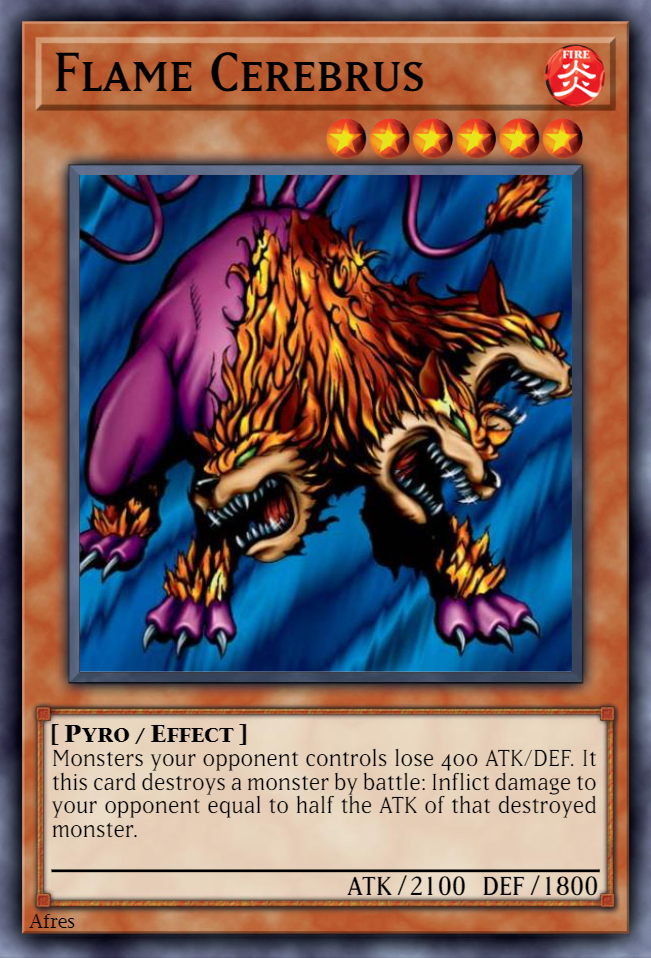 Flame Cerebrus
FIRE
炎
[ Pyro / Effect ]
Monsters your opponent controls lose 400 ATK/DEF. It
this card destroys a monster by battle: Inflict damage to
your opponent equal to half the ATK of that destroyed
monster.
ATK / 2100 DEF / 1800
Afres